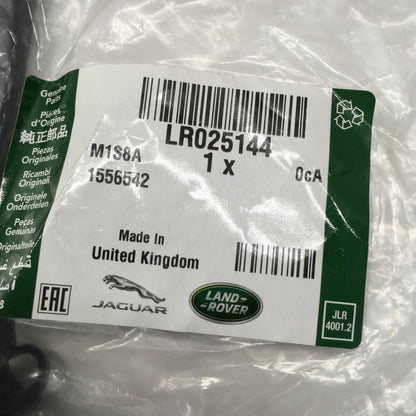 Genuine
Parts
Pièces
d'Origine
純正部品
Piezas
Originales
Ricambi
Originali
Originele
Onderdelen
Peças
Genuinas
Originalteile
LR025144
1 x
M1S8A
0cA
1556542
Made In
United Kingdom
EAC
JAGUAR
LAND-
ROVER
JLR
4001.2